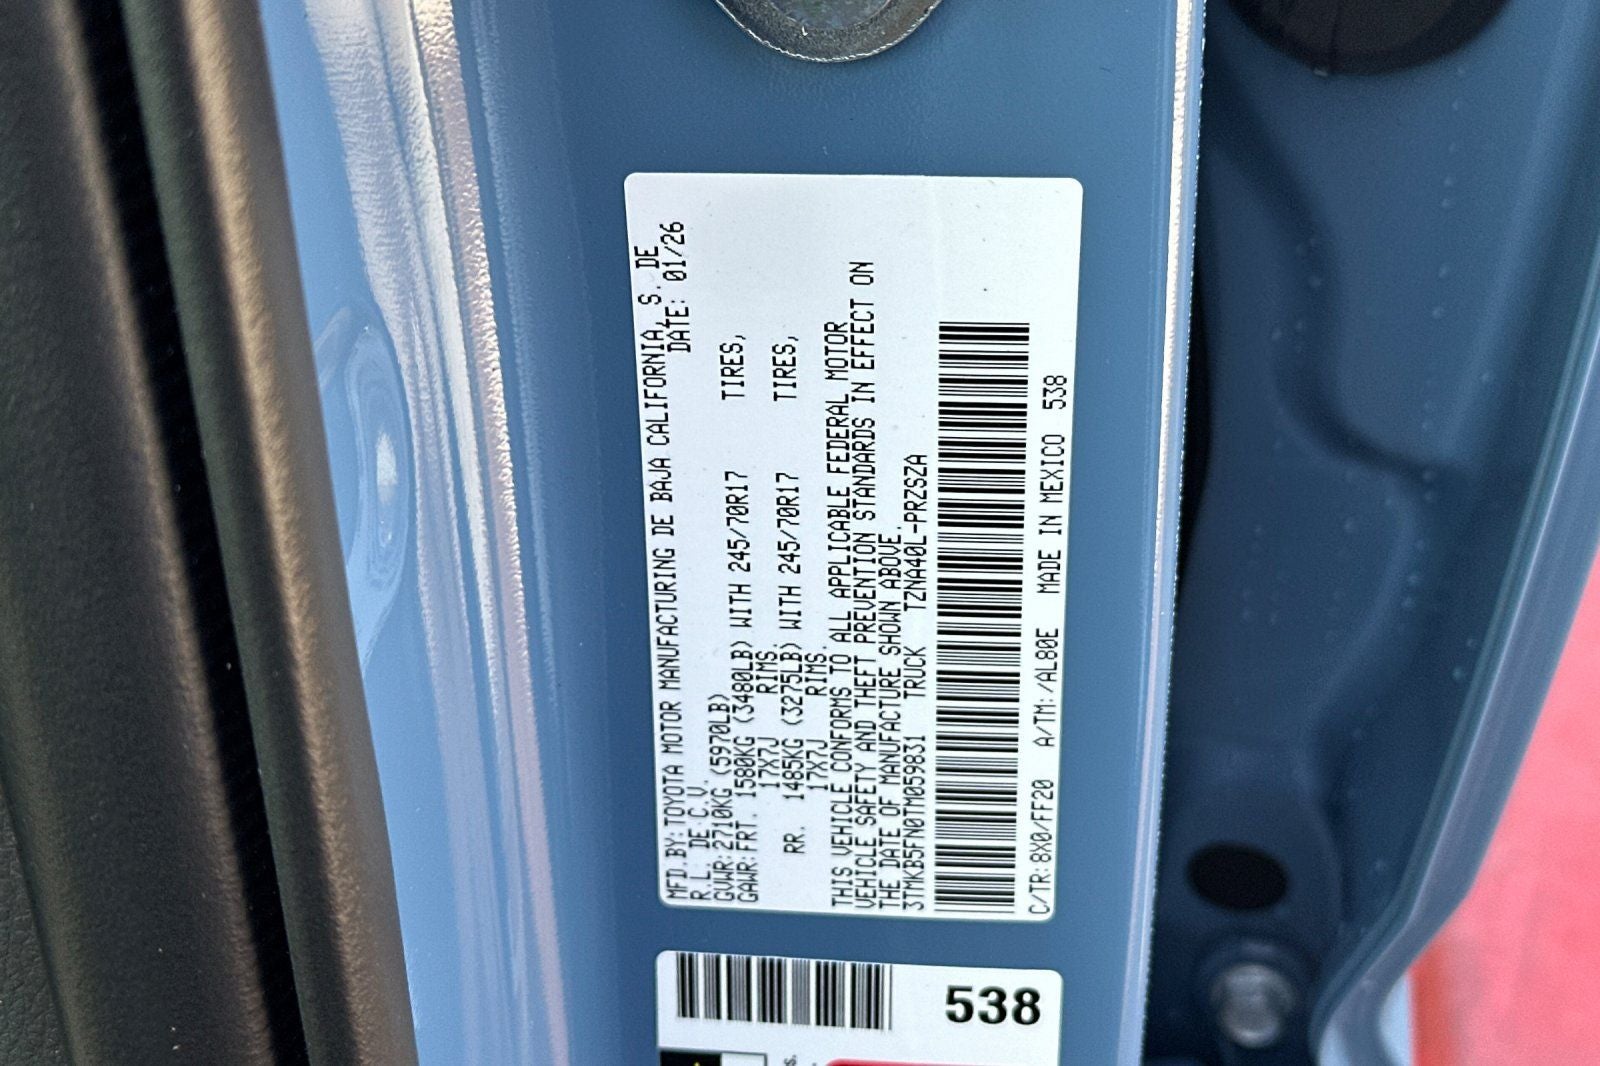 MFD.BY:TOYOTA MOTOR MANUFACTURING DE BAJA CALIFORNIA, S. DE
R.L. DE C.V. DATE: 01/26
GVWR:2710KG (5970LB)
GAWR:FRT. 1580KG (3480LB) WITH 245/70R17 TIRES,
17X7J RIMS.
RR. 1485KG (3275LB) WITH 245/70R17 TIRES,
17X7J RIMS.
THIS VEHICLE CONFORMS TO ALL APPLICABLE FEDERAL MOTOR
VEHICLE SAFETY AND THEFT PREVENTION STANDARDS IN EFFECT ON
THE DATE OF MANUFACTURE SHOWN ABOVE.
3TMKB5FN0TM059831 TRUCK TZNA40L-PRZSZA
C/TR:8X0/FF20 A/TM:/AL80E MADE IN MEXICO 538
538